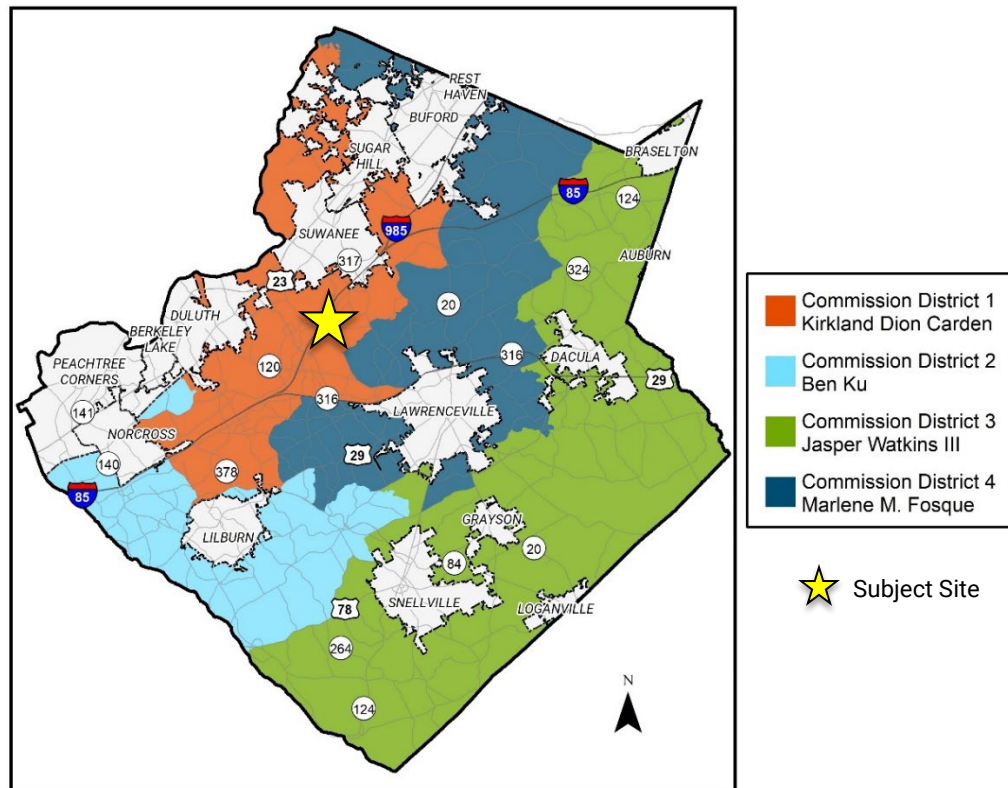 REST
HAVEN
BUFORD
BRASELTON
SUGAR
HILL
85
124
SUWANEE
985
AUBURN
317
324
23
20
DULUTH
BERKELEY
LAKE
316
DACULA
PEACHTREE
CORNERS
120
29
316
141
LAWRENCEVILLE
NORCROSS
29
140
378
85
GRAYSON
20
LILBURN
84
SNELLVILLE
LOGANVILLE
78
264
124
N
Commission District 1
Kirkland Dion Carden
Commission District 2
Ben Ku
Commission District 3
Jasper Watkins III
Commission District 4
Marlene M. Fosque
Subject Site